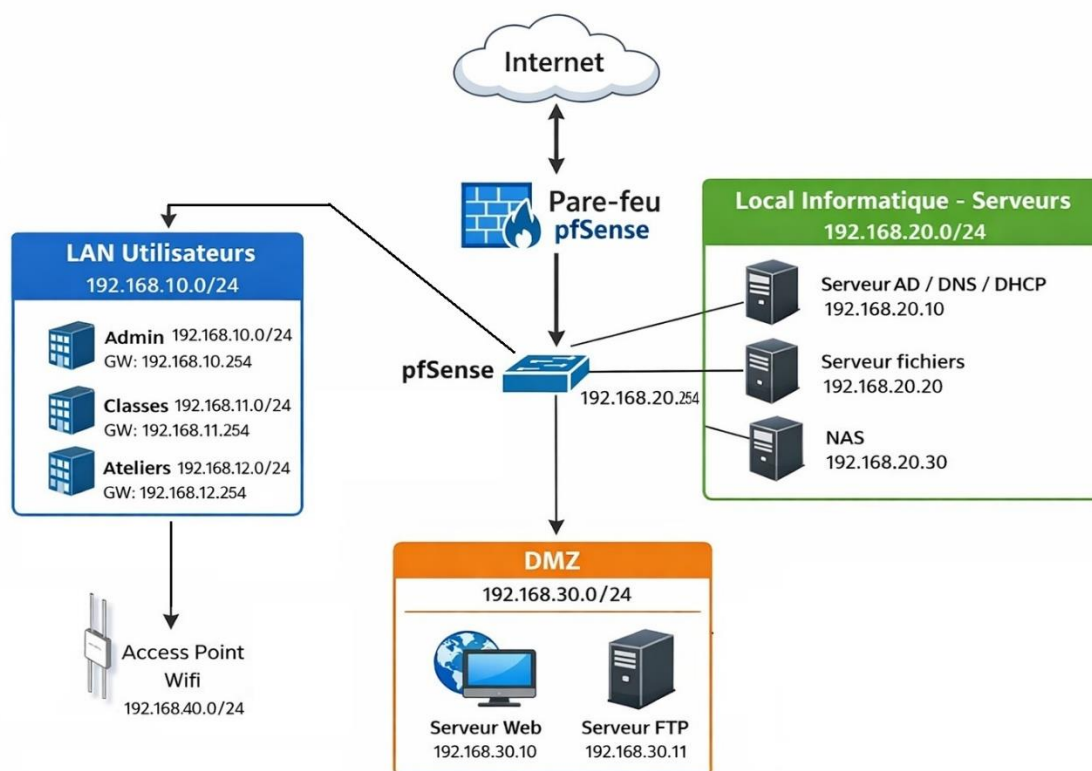 Internet
Pare-feu
pfSense
LAN Utilisateurs
192.168.10.0/24
Admin 192.168.10.0/24
GW: 192.168.10.254
Classes 192.168.11.0/24
GW: 192.168.11.254
Ateliers 192.168.12.0/24
GW: 192.168.12.254
pfSense
192.168.20.254
Local Informatique - Serveurs
192.168.20.0/24
Serveur AD / DNS / DHCP
192.168.20.10
Serveur fichiers
192.168.20.20
NAS
192.168.20.30
Access Point
Wifi
192.168.40.0/24
DMZ
192.168.30.0/24
Serveur Web
192.168.30.10
Serveur FTP
192.168.30.11